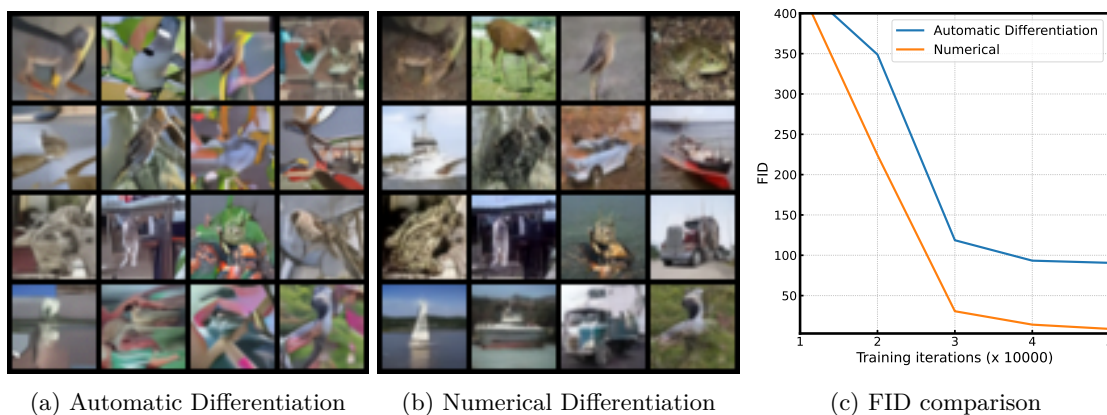 400
350
300
250
200
150
100
50
FID
Automatic Differentiation
Numerical
1 2 3 4
Training iterations (x 10000)
(a) Automatic Differentiation (b) Numerical Differentiation (c) FID comparison